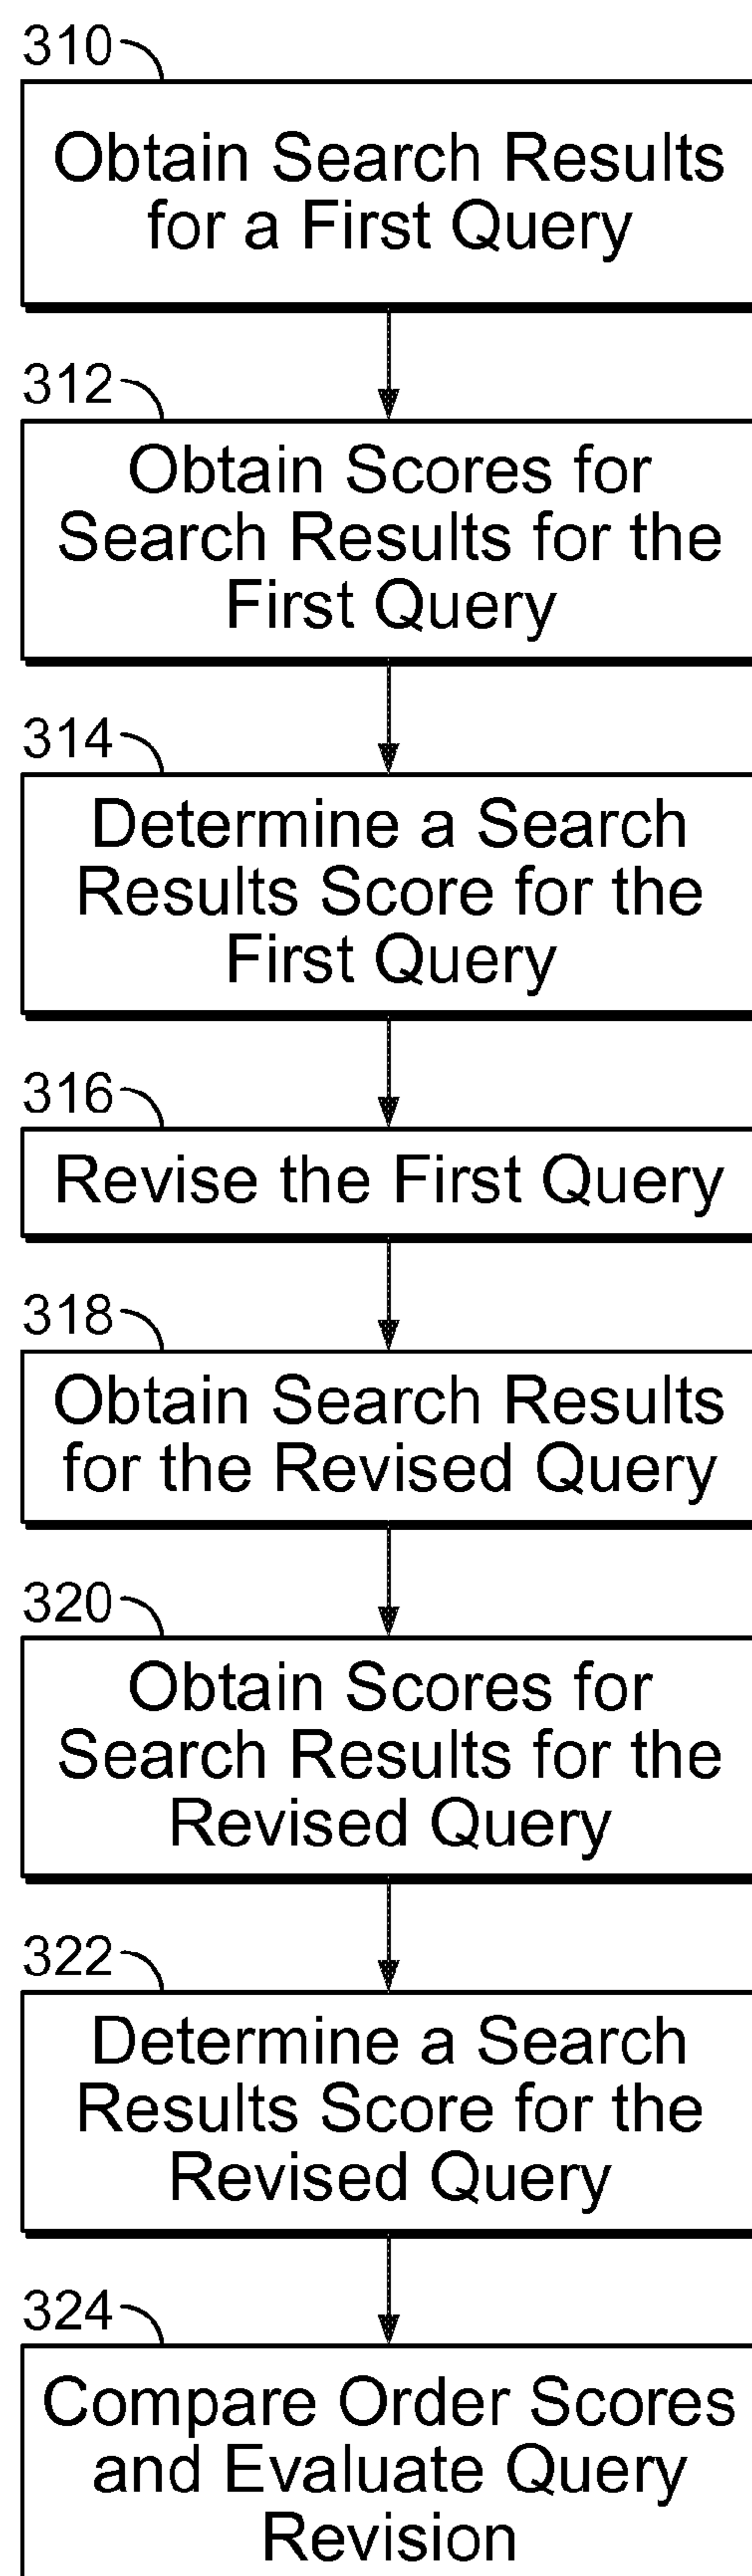 310
Obtain Search Results
for a First Query
312
Obtain Scores for
Search Results for the
First Query
314
Determine a Search
Results Score for the
First Query
316
Revise the First Query
318
Obtain Search Results
for the Revised Query
320
Obtain Scores for
Search Results for the
Revised Query
322
Determine a Search
Results Score for the
Revised Query
324
Compare Order Scores
and Evaluate Query
Revision